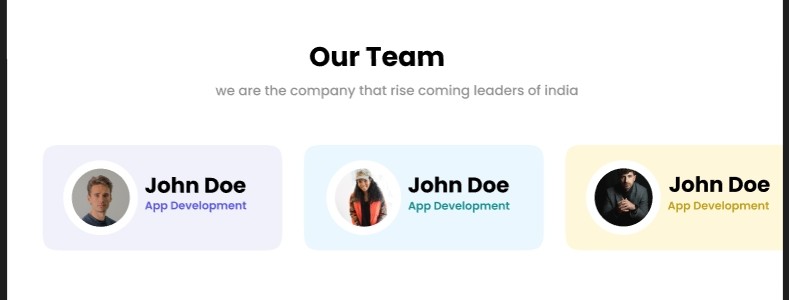 Our Team
we are the company that rise coming leaders of india
John Doe
App Development
John Doe
App Development
John Doe
App Development